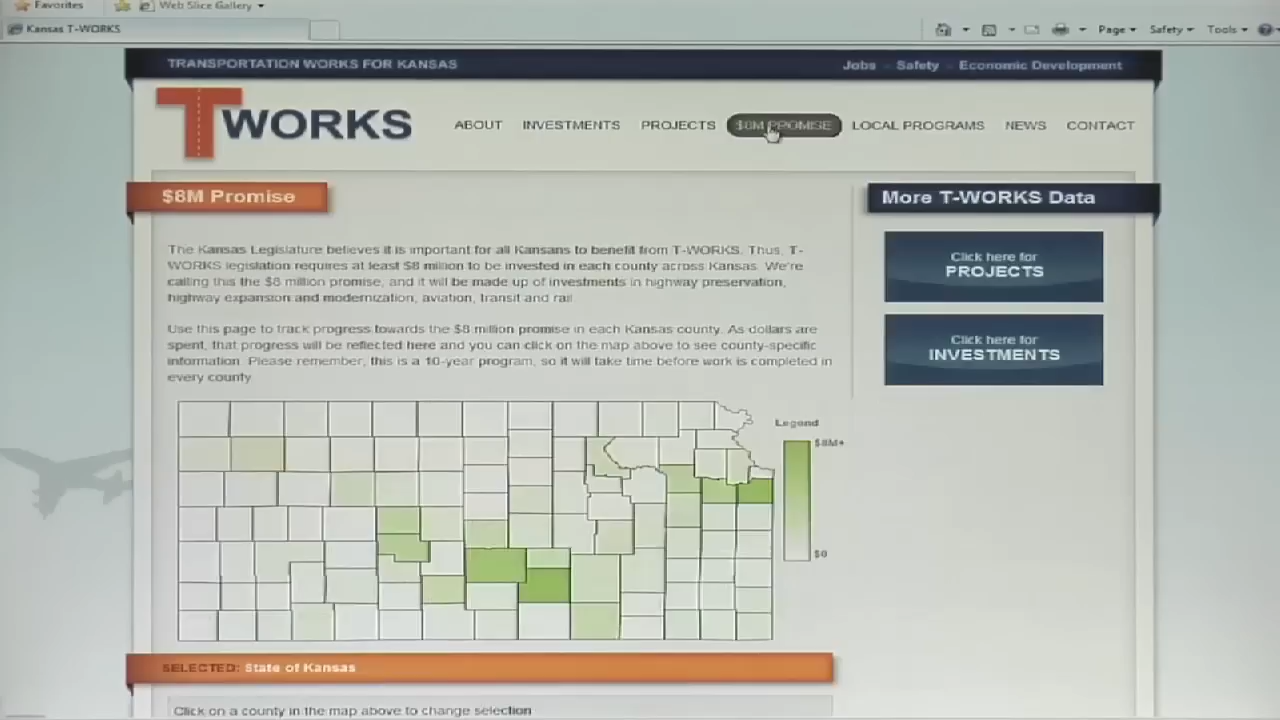 Favorites
Web Slice Gallery
Kansas T-WORKS
Page
Safety
Tools
TRANSPORTATION WORKS FOR KANSAS
Jobs - Safety - Economic Development
TWORKS
ABOUT INVESTMENTS PROJECTS $8M PROMISE LOCAL PROGRAMS NEWS CONTACT
$8M Promise
The Kansas Legislature believes it is important for all Kansans to benefit from T-WORKS. Thus, T-
WORKS legislation requires at least $8 million to be invested in each county across Kansas. We're
calling this the $8 million promise, and it will be made up of investments in highway preservation,
highway expansion and modernization, aviation, transit and rail.
Use this page to track progress towards the $8 million promise in each Kansas county. As dollars are
spent, that progress will be reflected here and you can click on the map above to see county-specific
information. Please remember, this is a 10-year program, so it will take time before work is completed in
every county.
Legend
$8M+
$0
SELECTED: State of Kansas
Click on a county in the map above to change selection
More T-WORKS Data
Click here for
PROJECTS
Click here for
INVESTMENTS